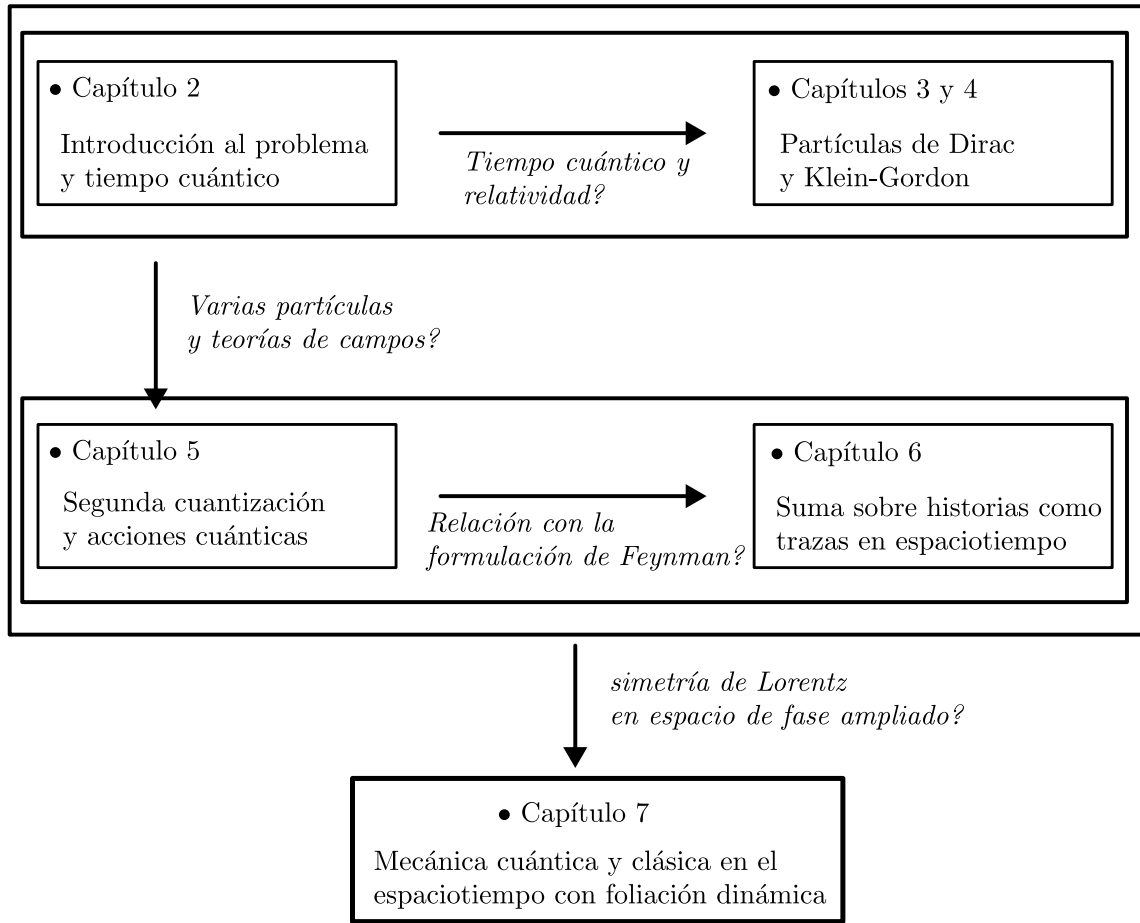 • Capítulo 2
Introducción al problema
y tiempo cuántico
Tiempo cuántico y
relatividad?
• Capítulos 3 y 4
Partículas de Dirac
y Klein-Gordon
Varias partículas
y teorías de campos?
• Capítulo 5
Segunda cuantización
y acciones cuánticas
Relación con la
formulación de Feynman?
• Capítulo 6
Suma sobre historias como
trazas en espaciotiempo
simetría de Lorentz
en espacio de fase ampliado?
• Capítulo 7
Mecánica cuántica y clásica en el
espaciotiempo con foliación dinámica